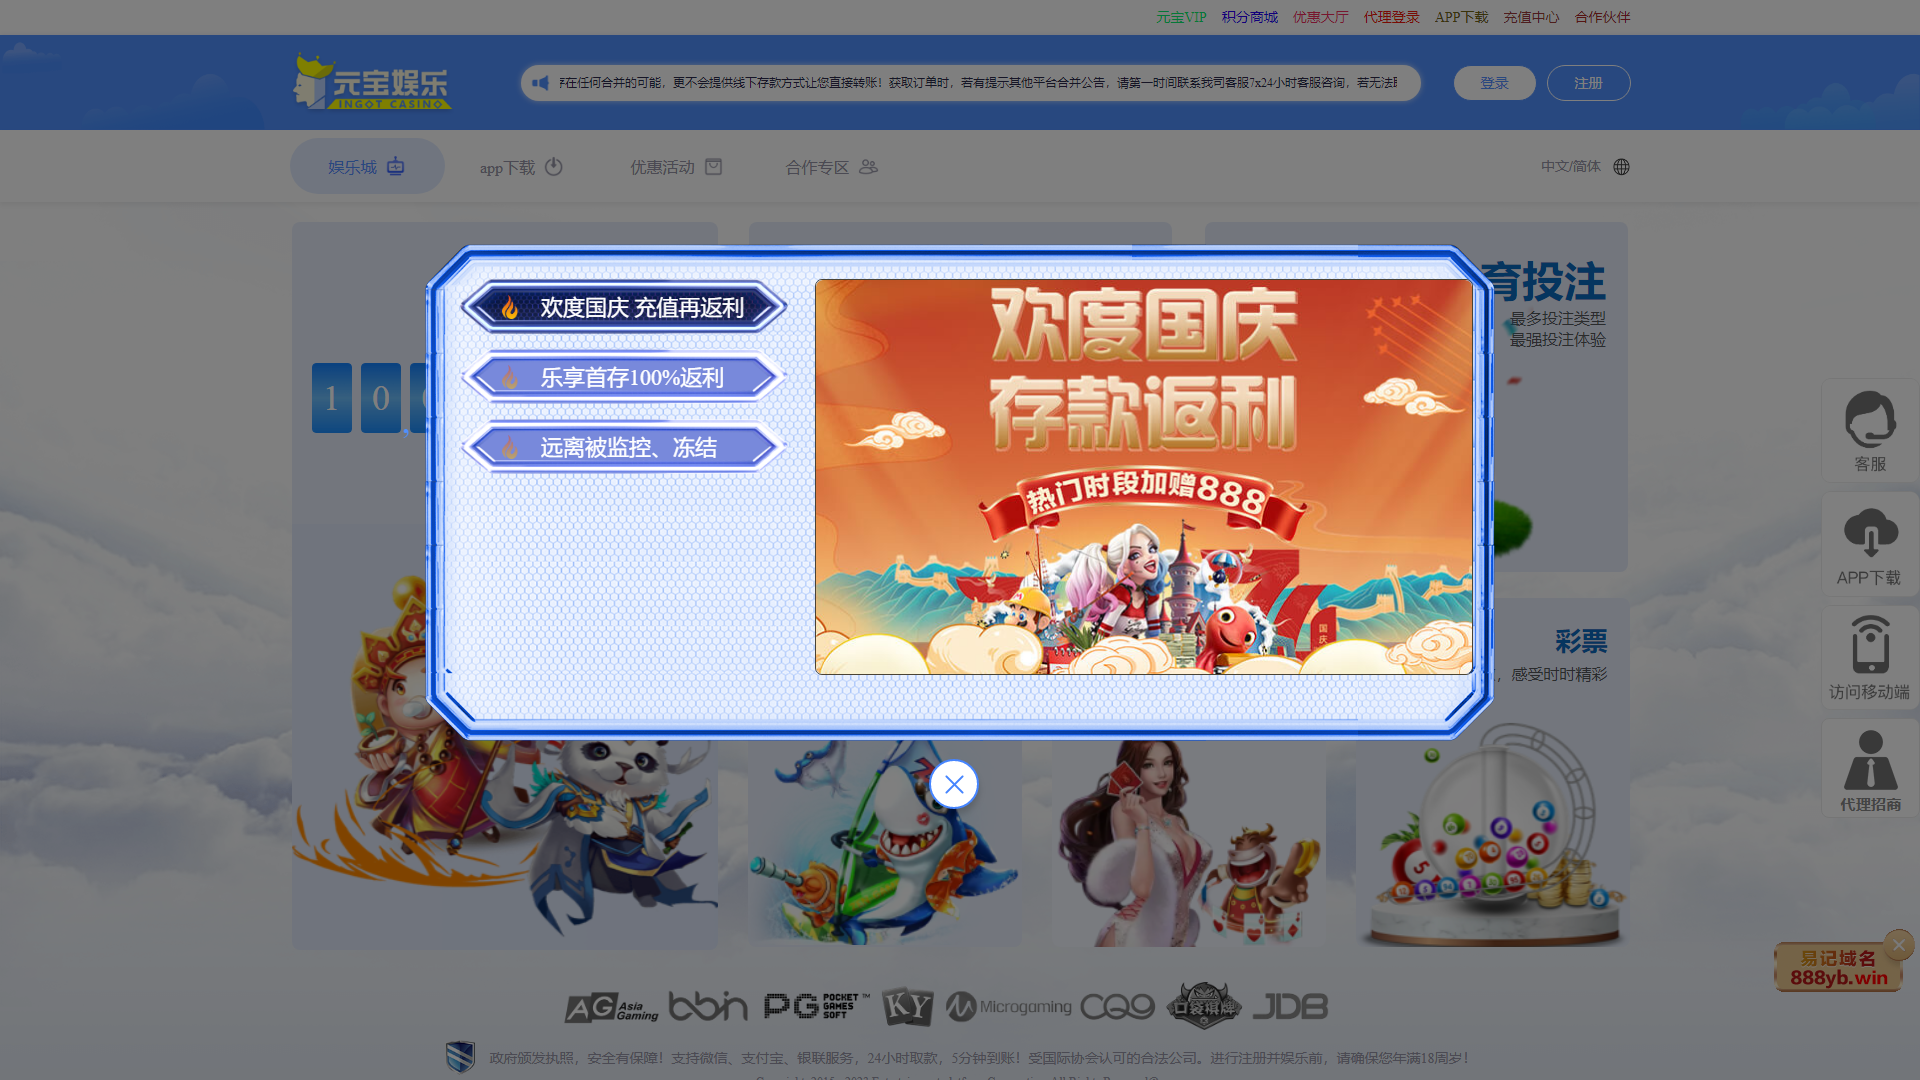 元宝VIP 积分商城 优惠大厅 代理登录 APP下载 充值中心 合作伙伴
元宝娱乐
INGOT CASINO
存在任何合并的可能，更不会提供线下存款方式让您直接转账！获取订单时，若有提示其他平台合并公告，请第一时间联系我司客服7x24小时客服咨询，若无法
登录
注册
娱乐城
app下载
优惠活动
合作专区
中文/简体
欢度国庆 充值再返利
乐享首存100%返利
远离被监控、冻结
欢度国庆
存款返利
热门时段加赠888
国庆
育投注
最多投注类型
最强投注体验
1 0
彩票
，感受时时精彩
客服
APP下载
访问移动端
代理招商
易记域名
888yb.win
AG Asia Gaming
bbin
PG POCKET GAMES SOFT™
KY
Microgaming
CQ9
口袋棋牌
JDB
政府颁发执照，安全有保障！支持微信、支付宝、银联服务，24小时取款，5分钟到账！受国际协会认可的合法公司。进行注册并娱乐前，请确保您年满18周岁！